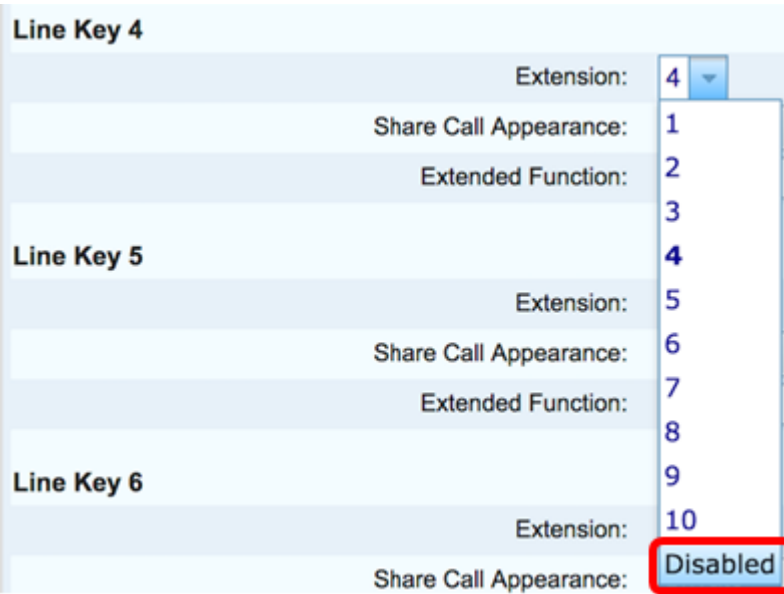 Line Key 4
Extension: 4
Share Call Appearance: 1
Extended Function: 2
3
Line Key 5 4
Extension: 5
Share Call Appearance: 6
Extended Function: 7
8
Line Key 6 9
Extension: 10
Share Call Appearance: Disabled